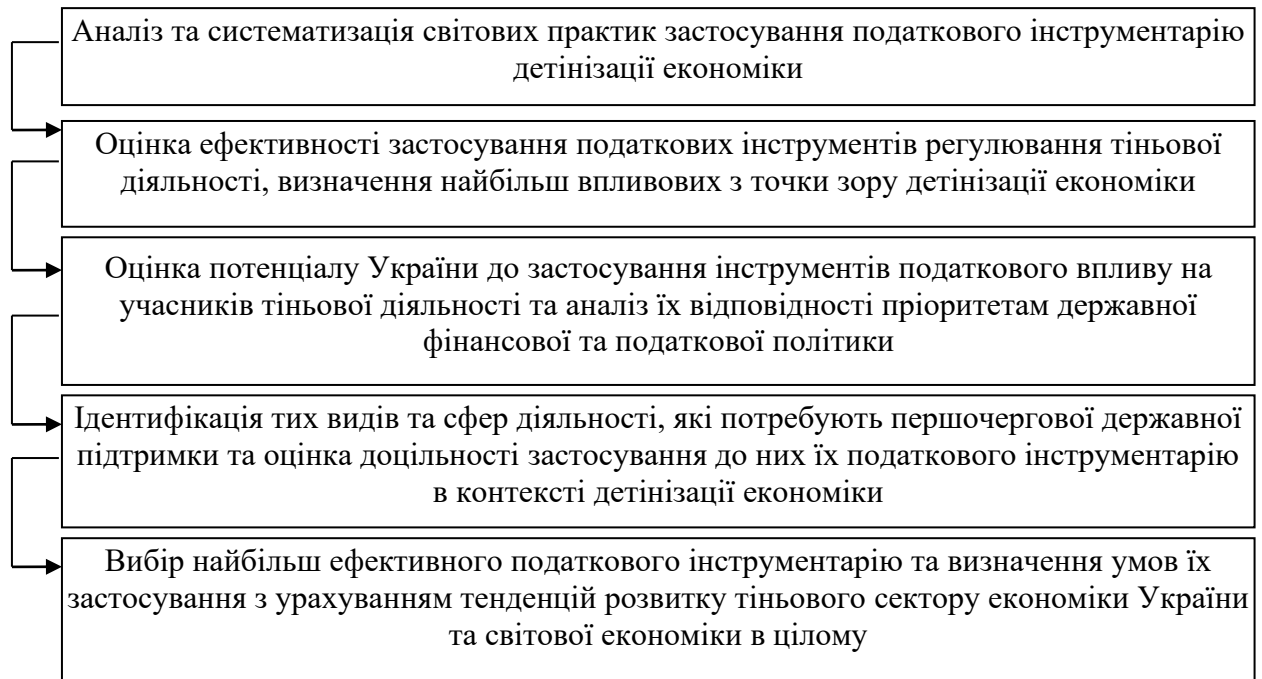 Аналіз та систематизація світових практик застосування податкового інструментарію
детінізації економіки
Оцінка ефективності застосування податкових інструментів регулювання тіньової
діяльності, визначення найбільш впливових з точки зору детінізації економіки
Оцінка потенціалу України до застосування інструментів податкового впливу на
учасників тіньової діяльності та аналіз їх відповідності пріоритетам державної
фінансової та податкової політики
Ідентифікація тих видів та сфер діяльності, які потребують першочергової державної
підтримки та оцінка доцільності застосування до них їх податкового інструментарію
в контексті детінізації економіки
Вибір найбільш ефективного податкового інструментарію та визначення умов їх
застосування з урахуванням тенденцій розвитку тіньового сектору економіки України
та світової економіки в цілому